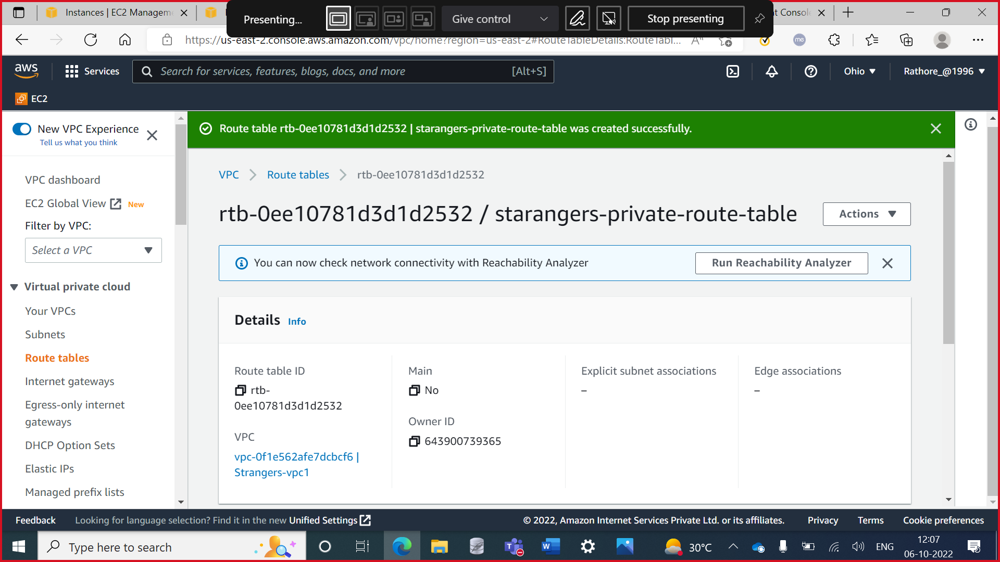 Instances | EC2 Managem
Presenting...
Give control
Stop presenting
t Consol
https://us-east-2.console.aws.amazon.com/vpc/home?region=us-east-2#RouteTableDetails:RouteTabl...
me
aws
Services
Search for services, features, blogs, docs, and more
[Alt+S]
Ohio
Rathore_@1996
EC2
New VPC Experience
Tell us what you think
Route table rtb-0ee10781d3d1d2532 | starangers-private-route-table was created successfully.
VPC
Route tables
rtb-0ee10781d3d1d2532
VPC dashboard
EC2 Global View
New
Filter by VPC:
Select a VPC
rtb-0ee10781d3d1d2532 / starangers-private-route-table
Actions
You can now check network connectivity with Reachability Analyzer
Run Reachability Analyzer
Virtual private cloud
Your VPCs
Subnets
Route tables
Internet gateways
Egress-only internet
gateways
DHCP Option Sets
Elastic IPs
Managed prefix lists
Details
Info
Route table ID
rtb-
0ee10781d3d1d2532
VPC
vpc-0f1e562afe7dcbcf6 |
Strangers-vpc1
Main
No
Owner ID
643900739365
Explicit subnet associations
–
Edge associations
–
Feedback
Looking for language selection? Find it in the new Unified Settings
© 2022, Amazon Internet Services Private Ltd. or its affiliates.
Privacy
Terms
Cookie preferences
Type here to search
30°C
ENG
12:07
06-10-2022